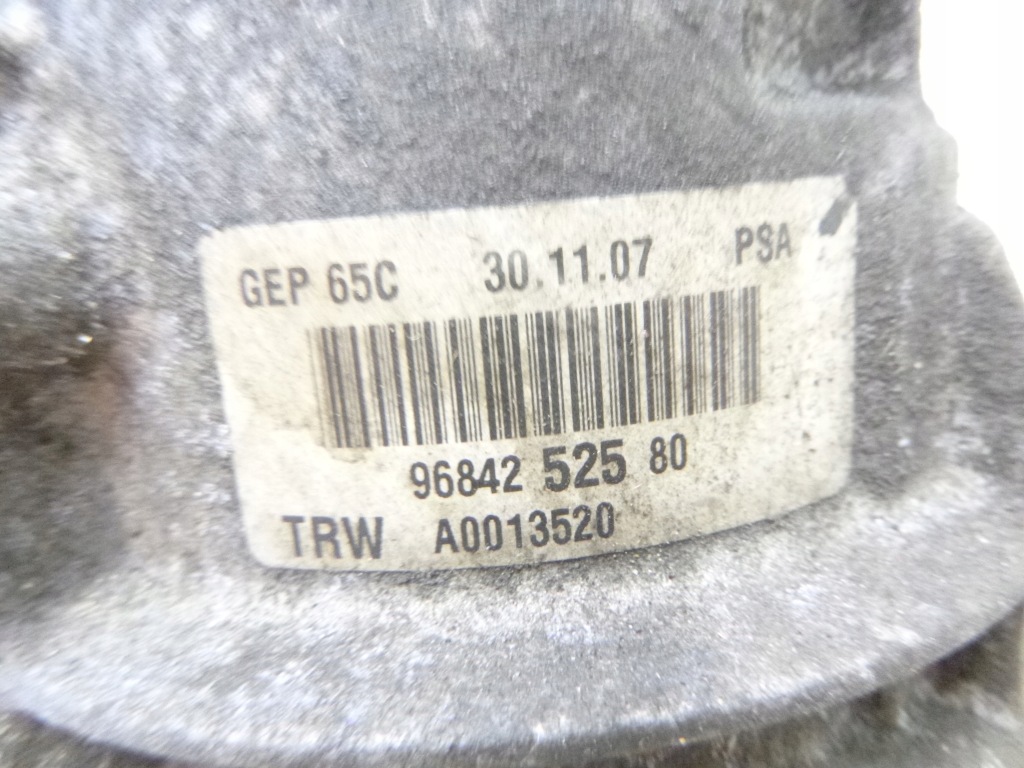 GEP 65C 30.11.07 PSA
96842 525 80
TRW A0013520